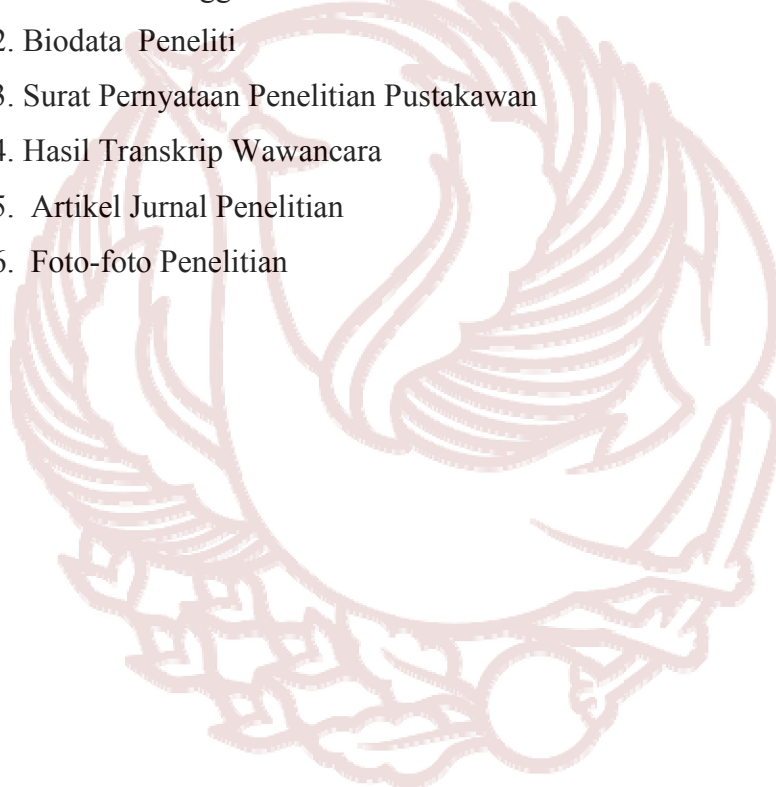 2. Biodata Peneliti
3. Surat Pernyataan Penelitian Pustakawan
4. Hasil Transkrip Wawancara
5. Artikel Jurnal Penelitian
6. Foto-foto Penelitian